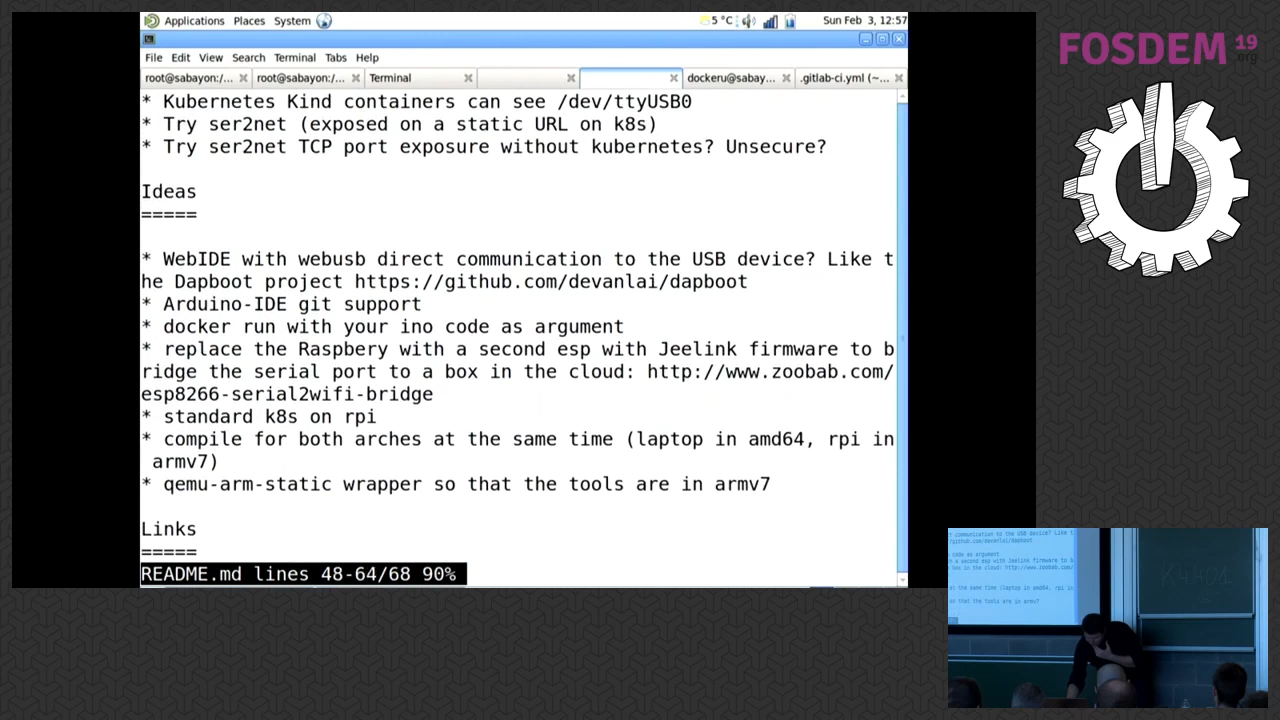 Applications Places System 5 °C Sun Feb 3, 12:57
File Edit View Search Terminal Tabs Help
root@sabayon:/... root@sabayon:/... Terminal dockeru@sabay... .gitlab-ci.yml (~...
* Kubernetes Kind containers can see /dev/ttyUSB0
* Try ser2net (exposed on a static URL on k8s)
* Try ser2net TCP port exposure without kubernetes? Unsecure?
Ideas
=====
* WebIDE with webusb direct communication to the USB device? Like t
he Dapboot project https://github.com/devanlai/dapboot
* Arduino-IDE git support
* docker run with your ino code as argument
* replace the Raspbery with a second esp with Jeelink firmware to b
ridge the serial port to a box in the cloud: http://www.zoobab.com/
esp8266-serial2wifi-bridge
* standard k8s on rpi
* compile for both arches at the same time (laptop in amd64, rpi in
 armv7)
* qemu-arm-static wrapper so that the tools are in armv7
Links
=====
README.md lines 48-64/68 90%
FOSDEM 19
.org